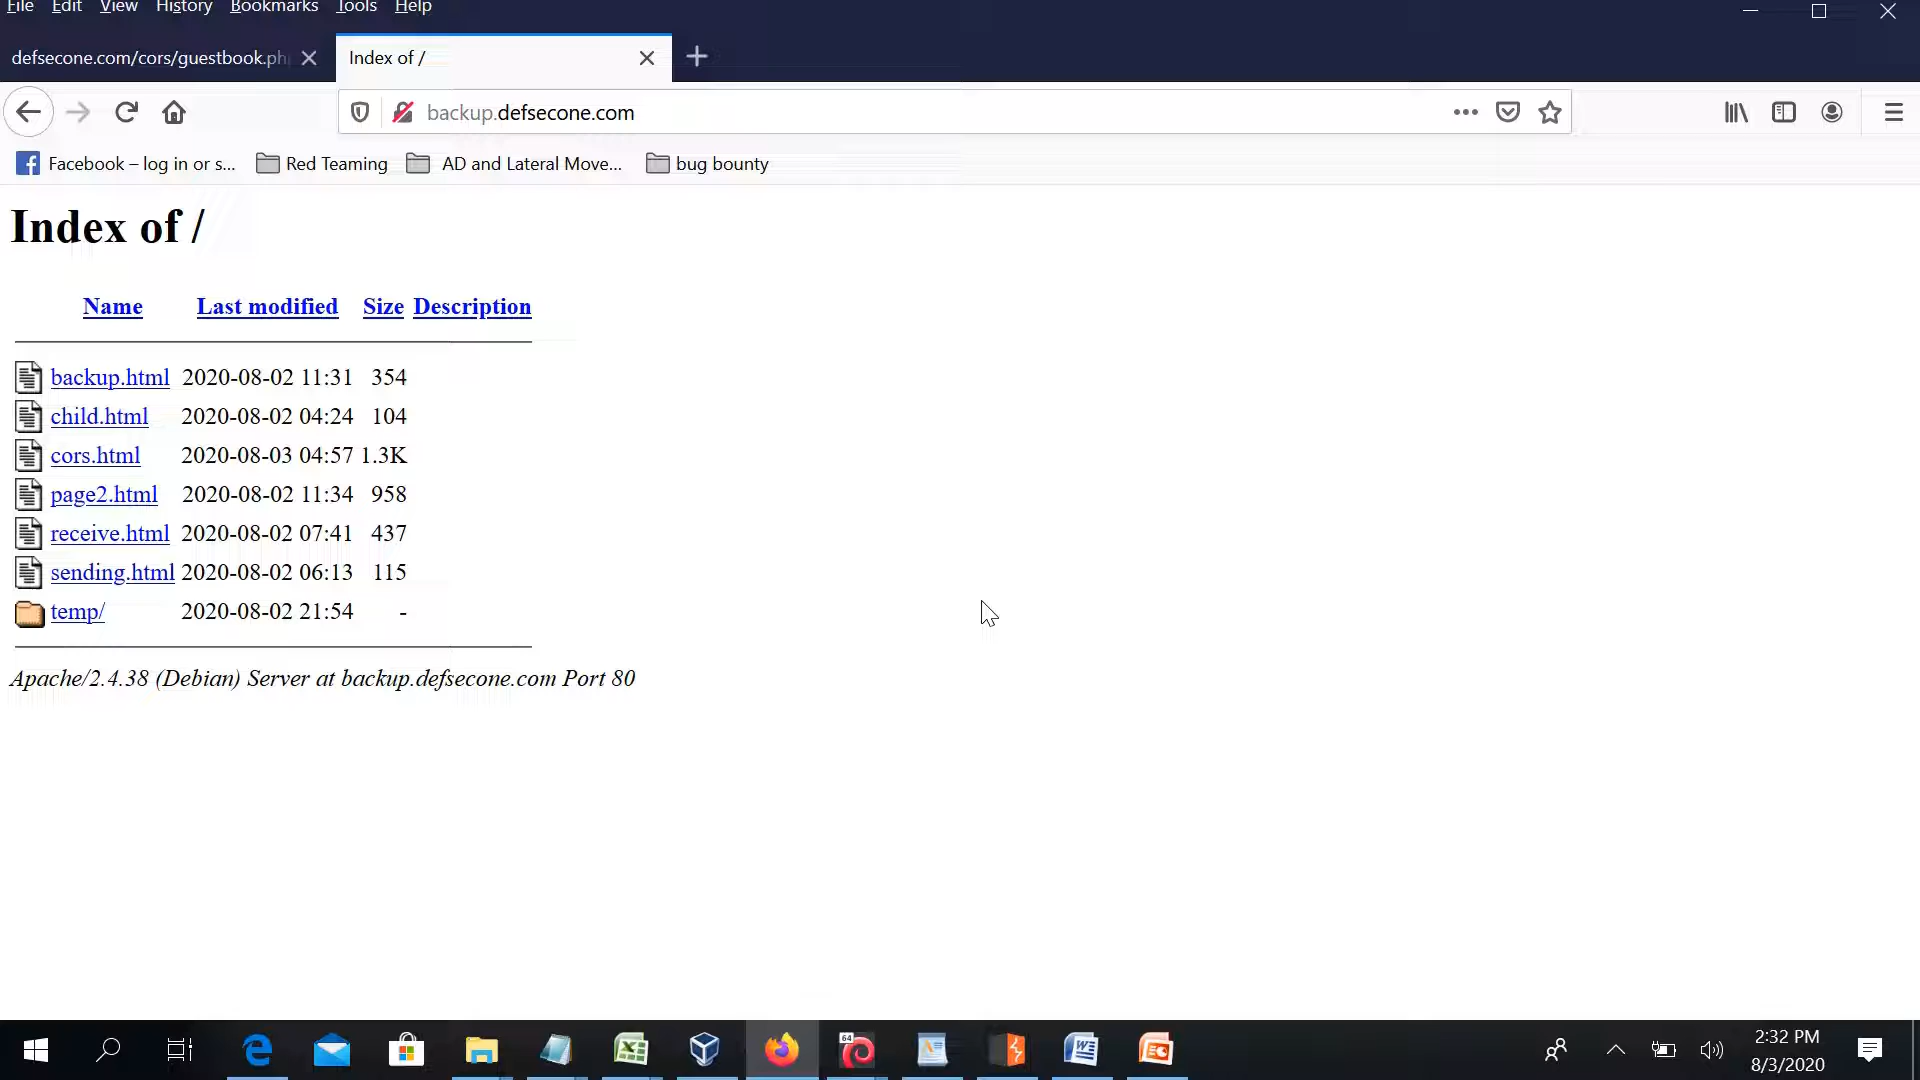 File Edit View History Bookmarks Tools Help
defsecone.com/cors/guestbook.ph
Index of /
backup.defsecone.com
Facebook – log in or s...
Red Teaming
AD and Lateral Move...
bug bounty
Index of /
Name Last modified Size Description
backup.html 2020-08-02 11:31 354
child.html 2020-08-02 04:24 104
cors.html 2020-08-03 04:57 1.3K
page2.html 2020-08-02 11:34 958
receive.html 2020-08-02 07:41 437
sending.html 2020-08-02 06:13 115
temp/ 2020-08-02 21:54 -
Apache/2.4.38 (Debian) Server at backup.defsecone.com Port 80
64
2:32 PM
8/3/2020